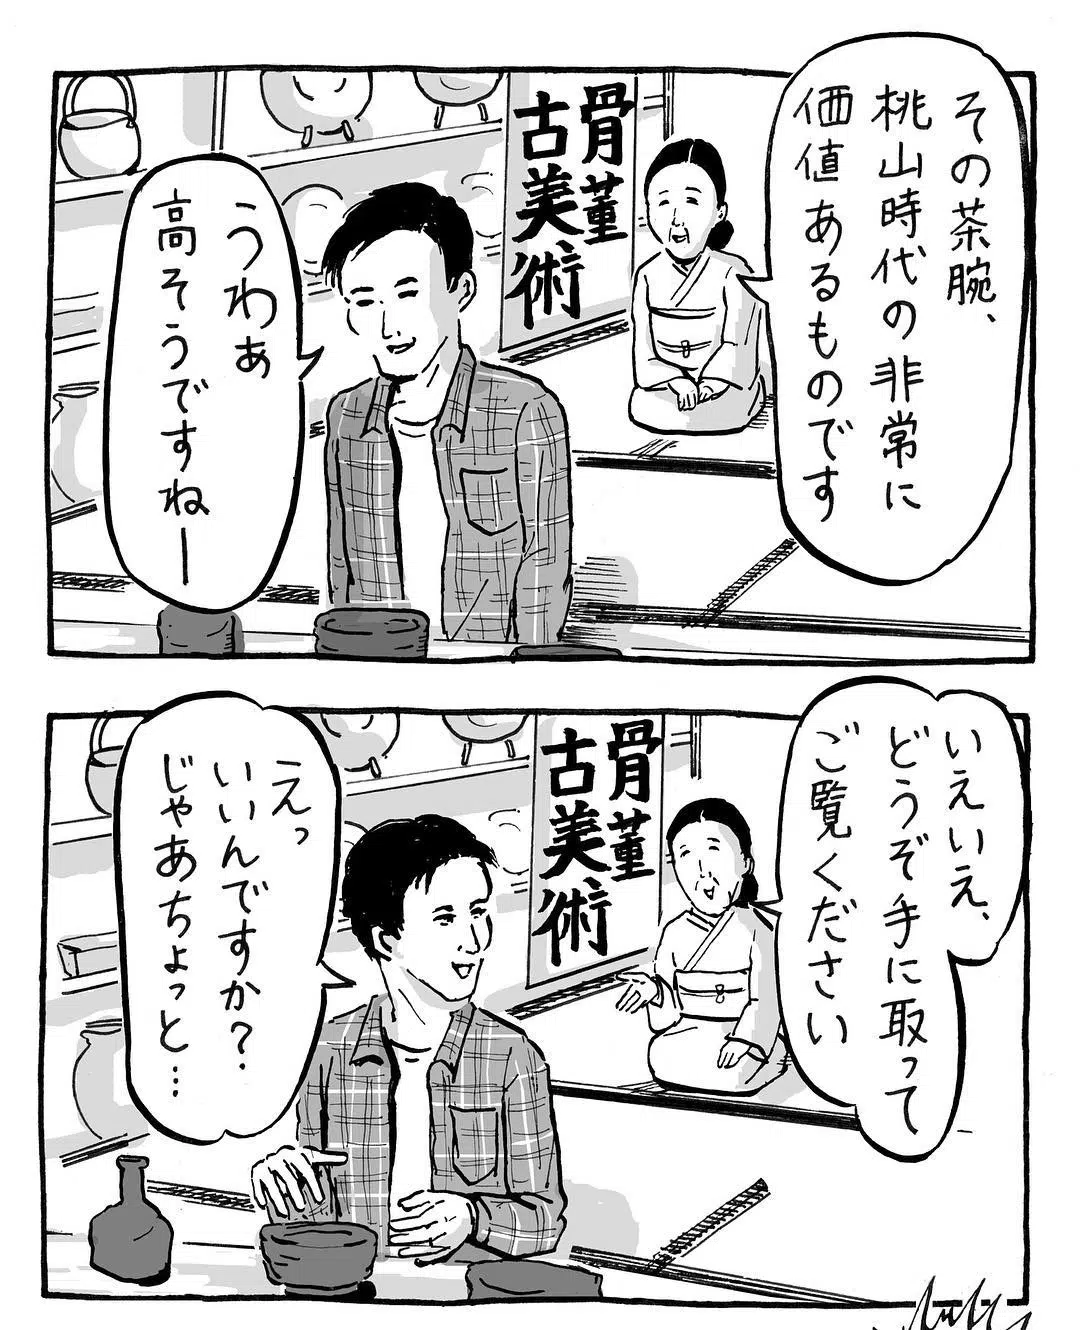 その茶腕、
桃山時代の非常に
価値あるものです
骨董
古美術
うわぁ
高そうですねー
いえいえ、
どうぞ手に取って
ご覧ください
骨董
古美術
えっ
いいんですか?
じゃあちょっと…